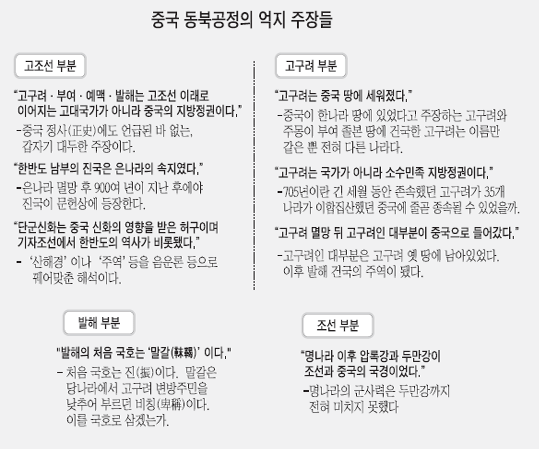 중국 동북공정의 억지 주장들
고조선 부분
“고구려·부여·예맥·발해는 고조선 이래로
이어지는 고대국가가 아니라 중국의 지방정권이다,”
-중국 정사(正史)에도 언급된 바 없는,
갑자기 대두한 주장이다.
“한반도 남부의 진국은 은나라의 속지였다,”
-은나라 멸망 후 900여 년이 지난 후에야
진국이 문헌상에 등장한다.
“단군신화는 중국 신화의 영향을 받은 허구이며
기자조선에서 한반도의 역사가 비롯됐다,”
- ‘산해경’이나 ‘주역’등을 음운론 등으로
꿰어맞춘 해석이다.
고구려 부분
“고구려는 중국 땅에 세워졌다,”
-중국이 한나라 땅에 있었다고 주장하는 고구려와
주몽이 부여 졸본 땅에 건국한 고구려는 이름만
같은 뿐 전혀 다른 나라다.
“고구려는 국가가 아니라 소수민족 지방정권이다,”
-705년이란 긴 세월 동안 존속했던 고구려가 35개
나라가 이합집산했던 중국에 줄곧 종속될 수 있었을까.
“고구려 멸망 뒤 고구려인 대부분이 중국으로 들어갔다,”
-고구려인 대부분은 고구려 옛 땅에 남아있었다.
이후 발해 건국의 주역이 됐다.
발해 부분
"발해의 처음 국호는 '말갈(靺鞨)' 이다,"
- 처음 국호는 진(振)이다. 말갈은
당나라에서 고구려 변방주민을
낮추어 부르던 비칭(卑稱)이다.
이를 국호로 삼겠는가.
조선 부분
“명나라 이후 압록강과 두만강이
조선과 중국의 국경이었다.”
-명나라의 군사력은 두만강까지
전혀 미치지 못했다